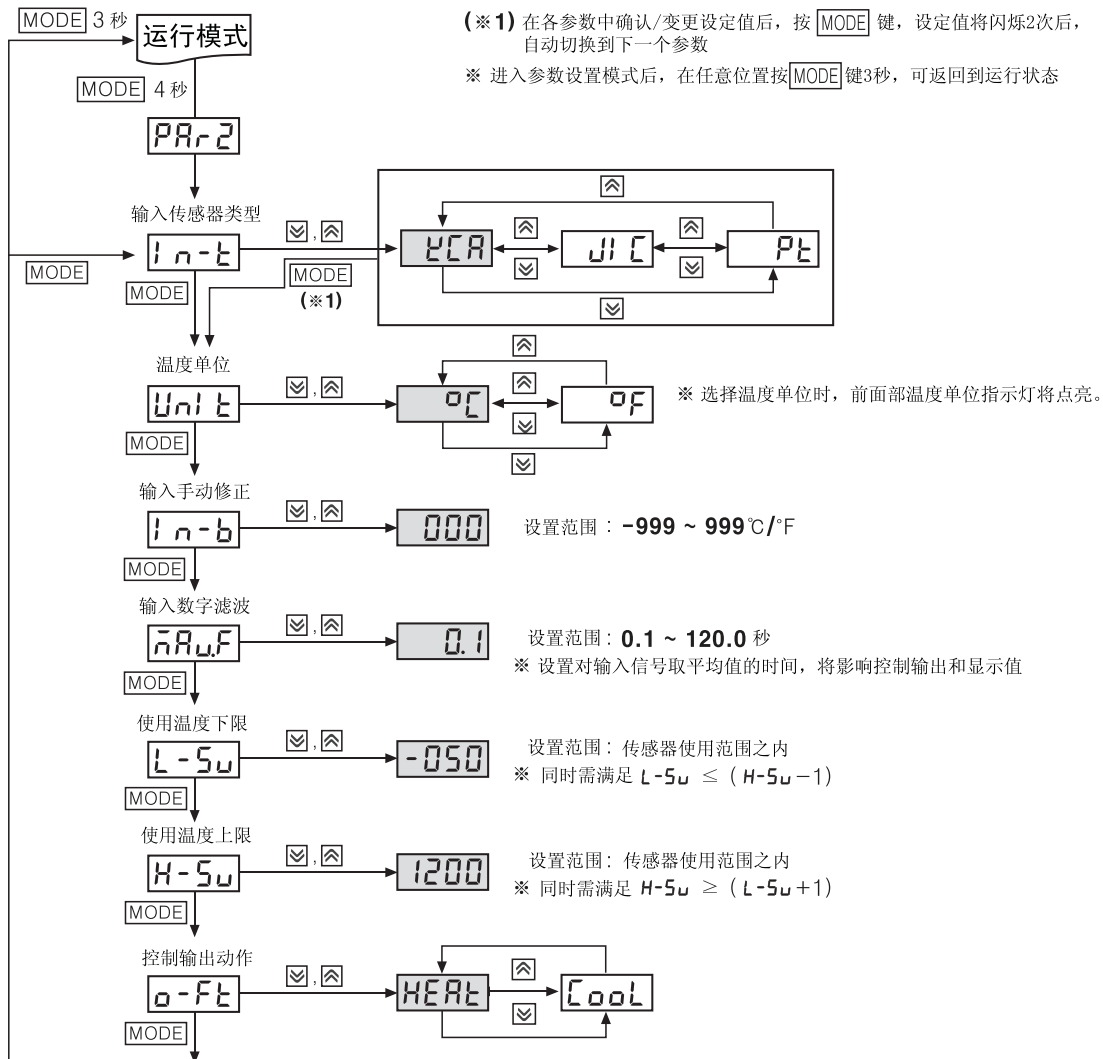 MODE 3秒
运行模式
(※1) 在各参数中确认/变更设定值后，按 MODE 键，设定值将闪烁2次后，
自动切换到下一个参数
※ 进入参数设置模式后，在任意位置按MODE键3秒，可返回到运行状态
MODE 4秒
PAr2
输入传感器类型
In-t
KCA
JIC
Pt
MODE
MODE
MODE
(※1)
温度单位
UnIt
°C
°F
※ 选择温度单位时，前面部温度单位指示灯将点亮。
MODE
输入手动修正
In-b
000
设置范围：-999 ~ 999℃/°F
MODE
输入数字滤波
mAu.F
0.1
设置范围：0.1 ~ 120.0 秒
※ 设置对输入信号取平均值的时间，将影响控制输出和显示值
MODE
使用温度下限
L-Su
-050
设置范围：传感器使用范围之内
※ 同时需满足 L-Su ≤ (H-Su-1)
MODE
使用温度上限
H-Su
1200
设置范围：传感器使用范围之内
※ 同时需满足 H-Su ≥ (L-Su+1)
MODE
控制输出动作
o-Ft
HEAt
CooL
MODE